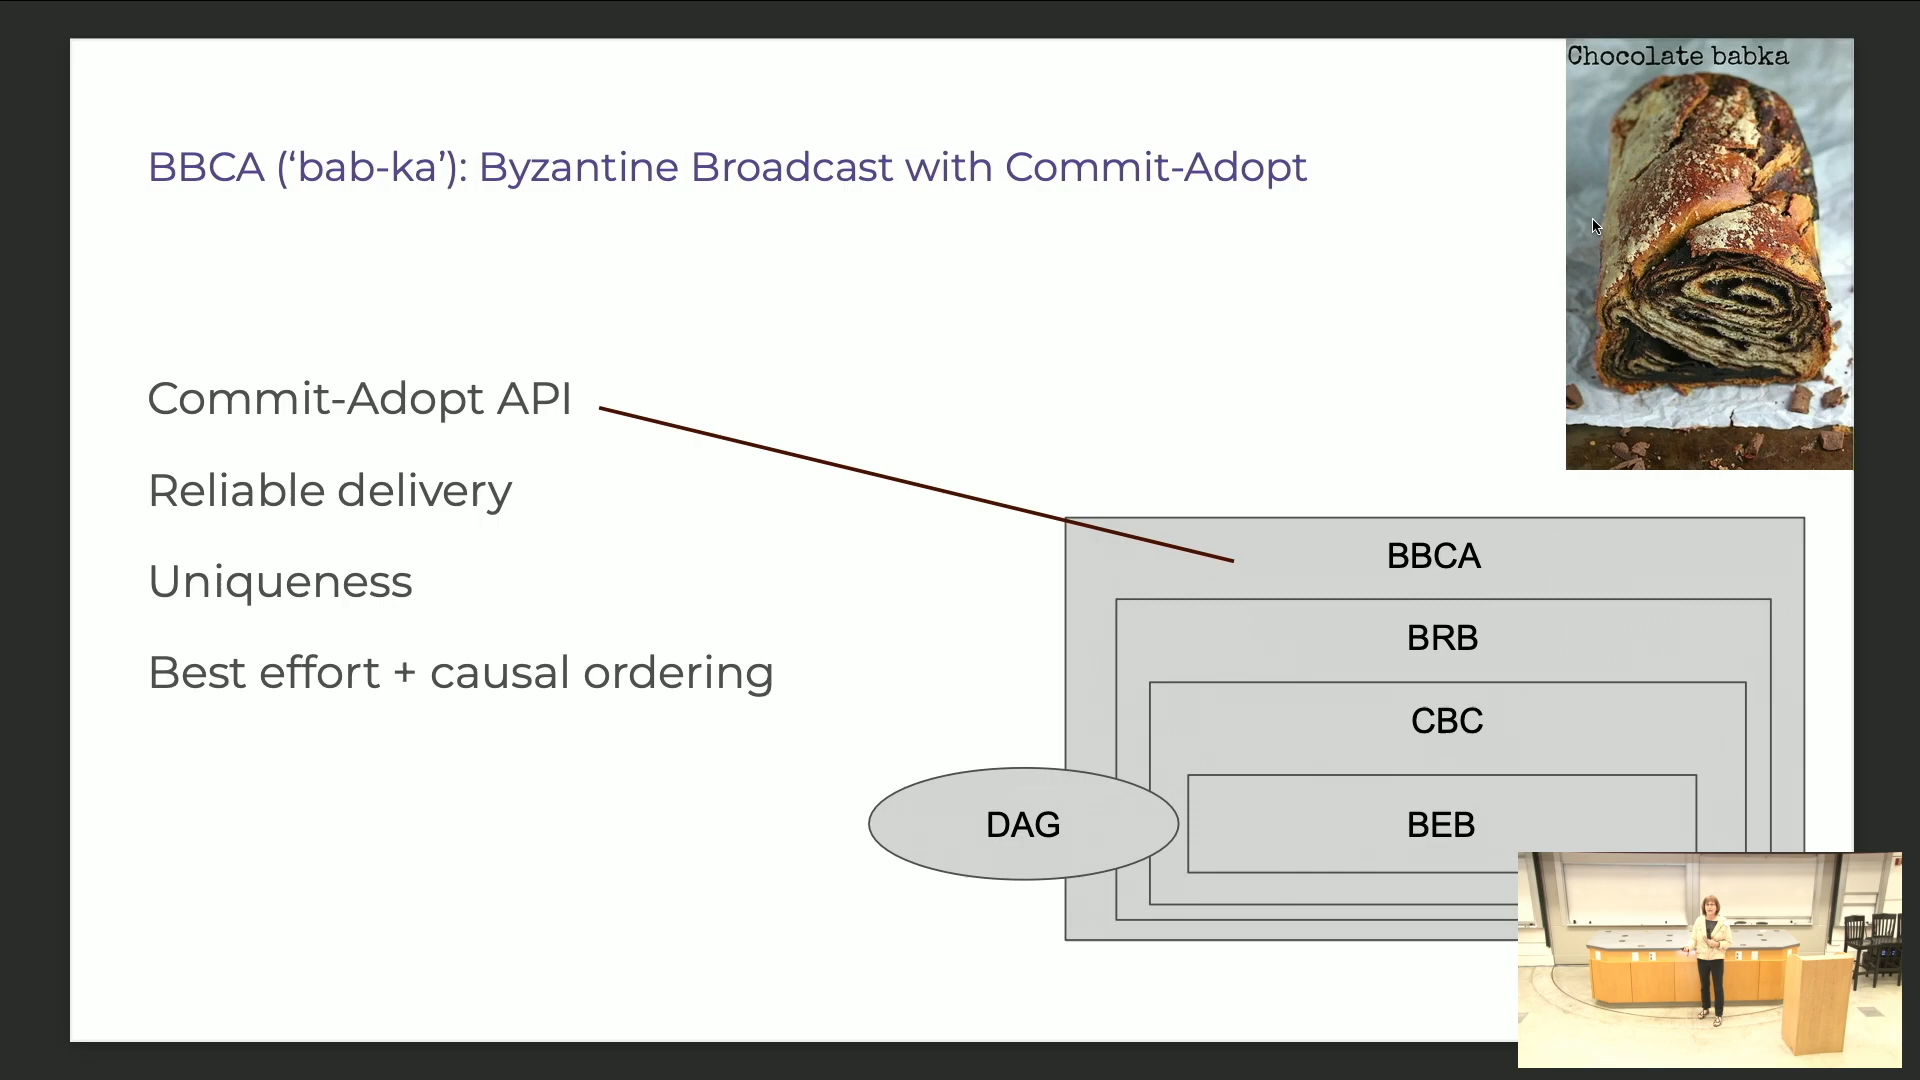 Chocolate babka
BBCA (‘bab-ka’): Byzantine Broadcast with Commit-Adopt
Commit-Adopt API
Reliable delivery
Uniqueness
Best effort + causal ordering
BBCA
BRB
CBC
DAG
BEB